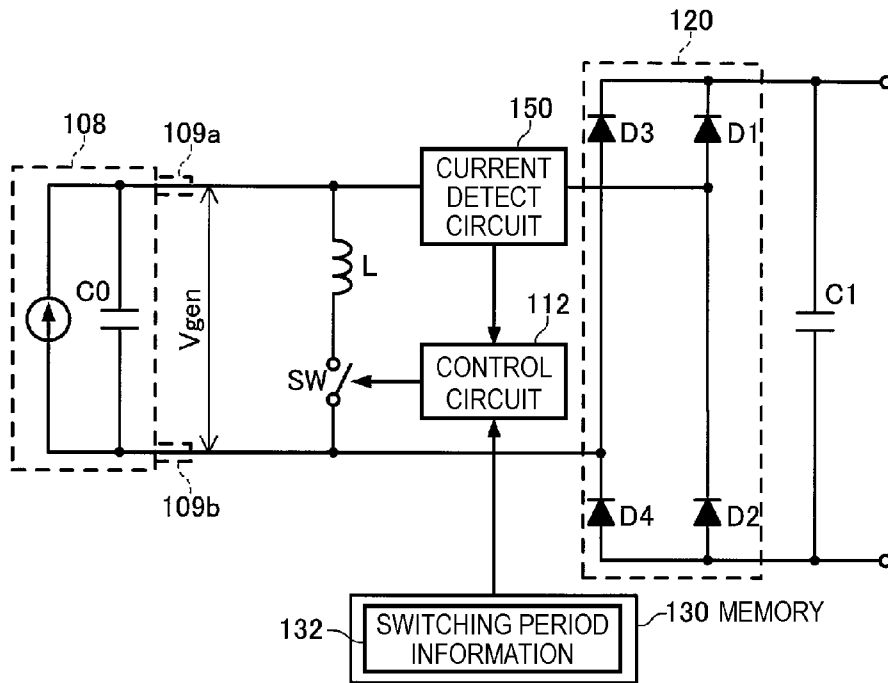 120
108
109a
150
D3
D1
CURRENT
DETECT
CIRCUIT
C0
Vgen
L
112
C1
SW
CONTROL
CIRCUIT
109b
D4
D2
132
SWITCHING PERIOD
INFORMATION
130 MEMORY